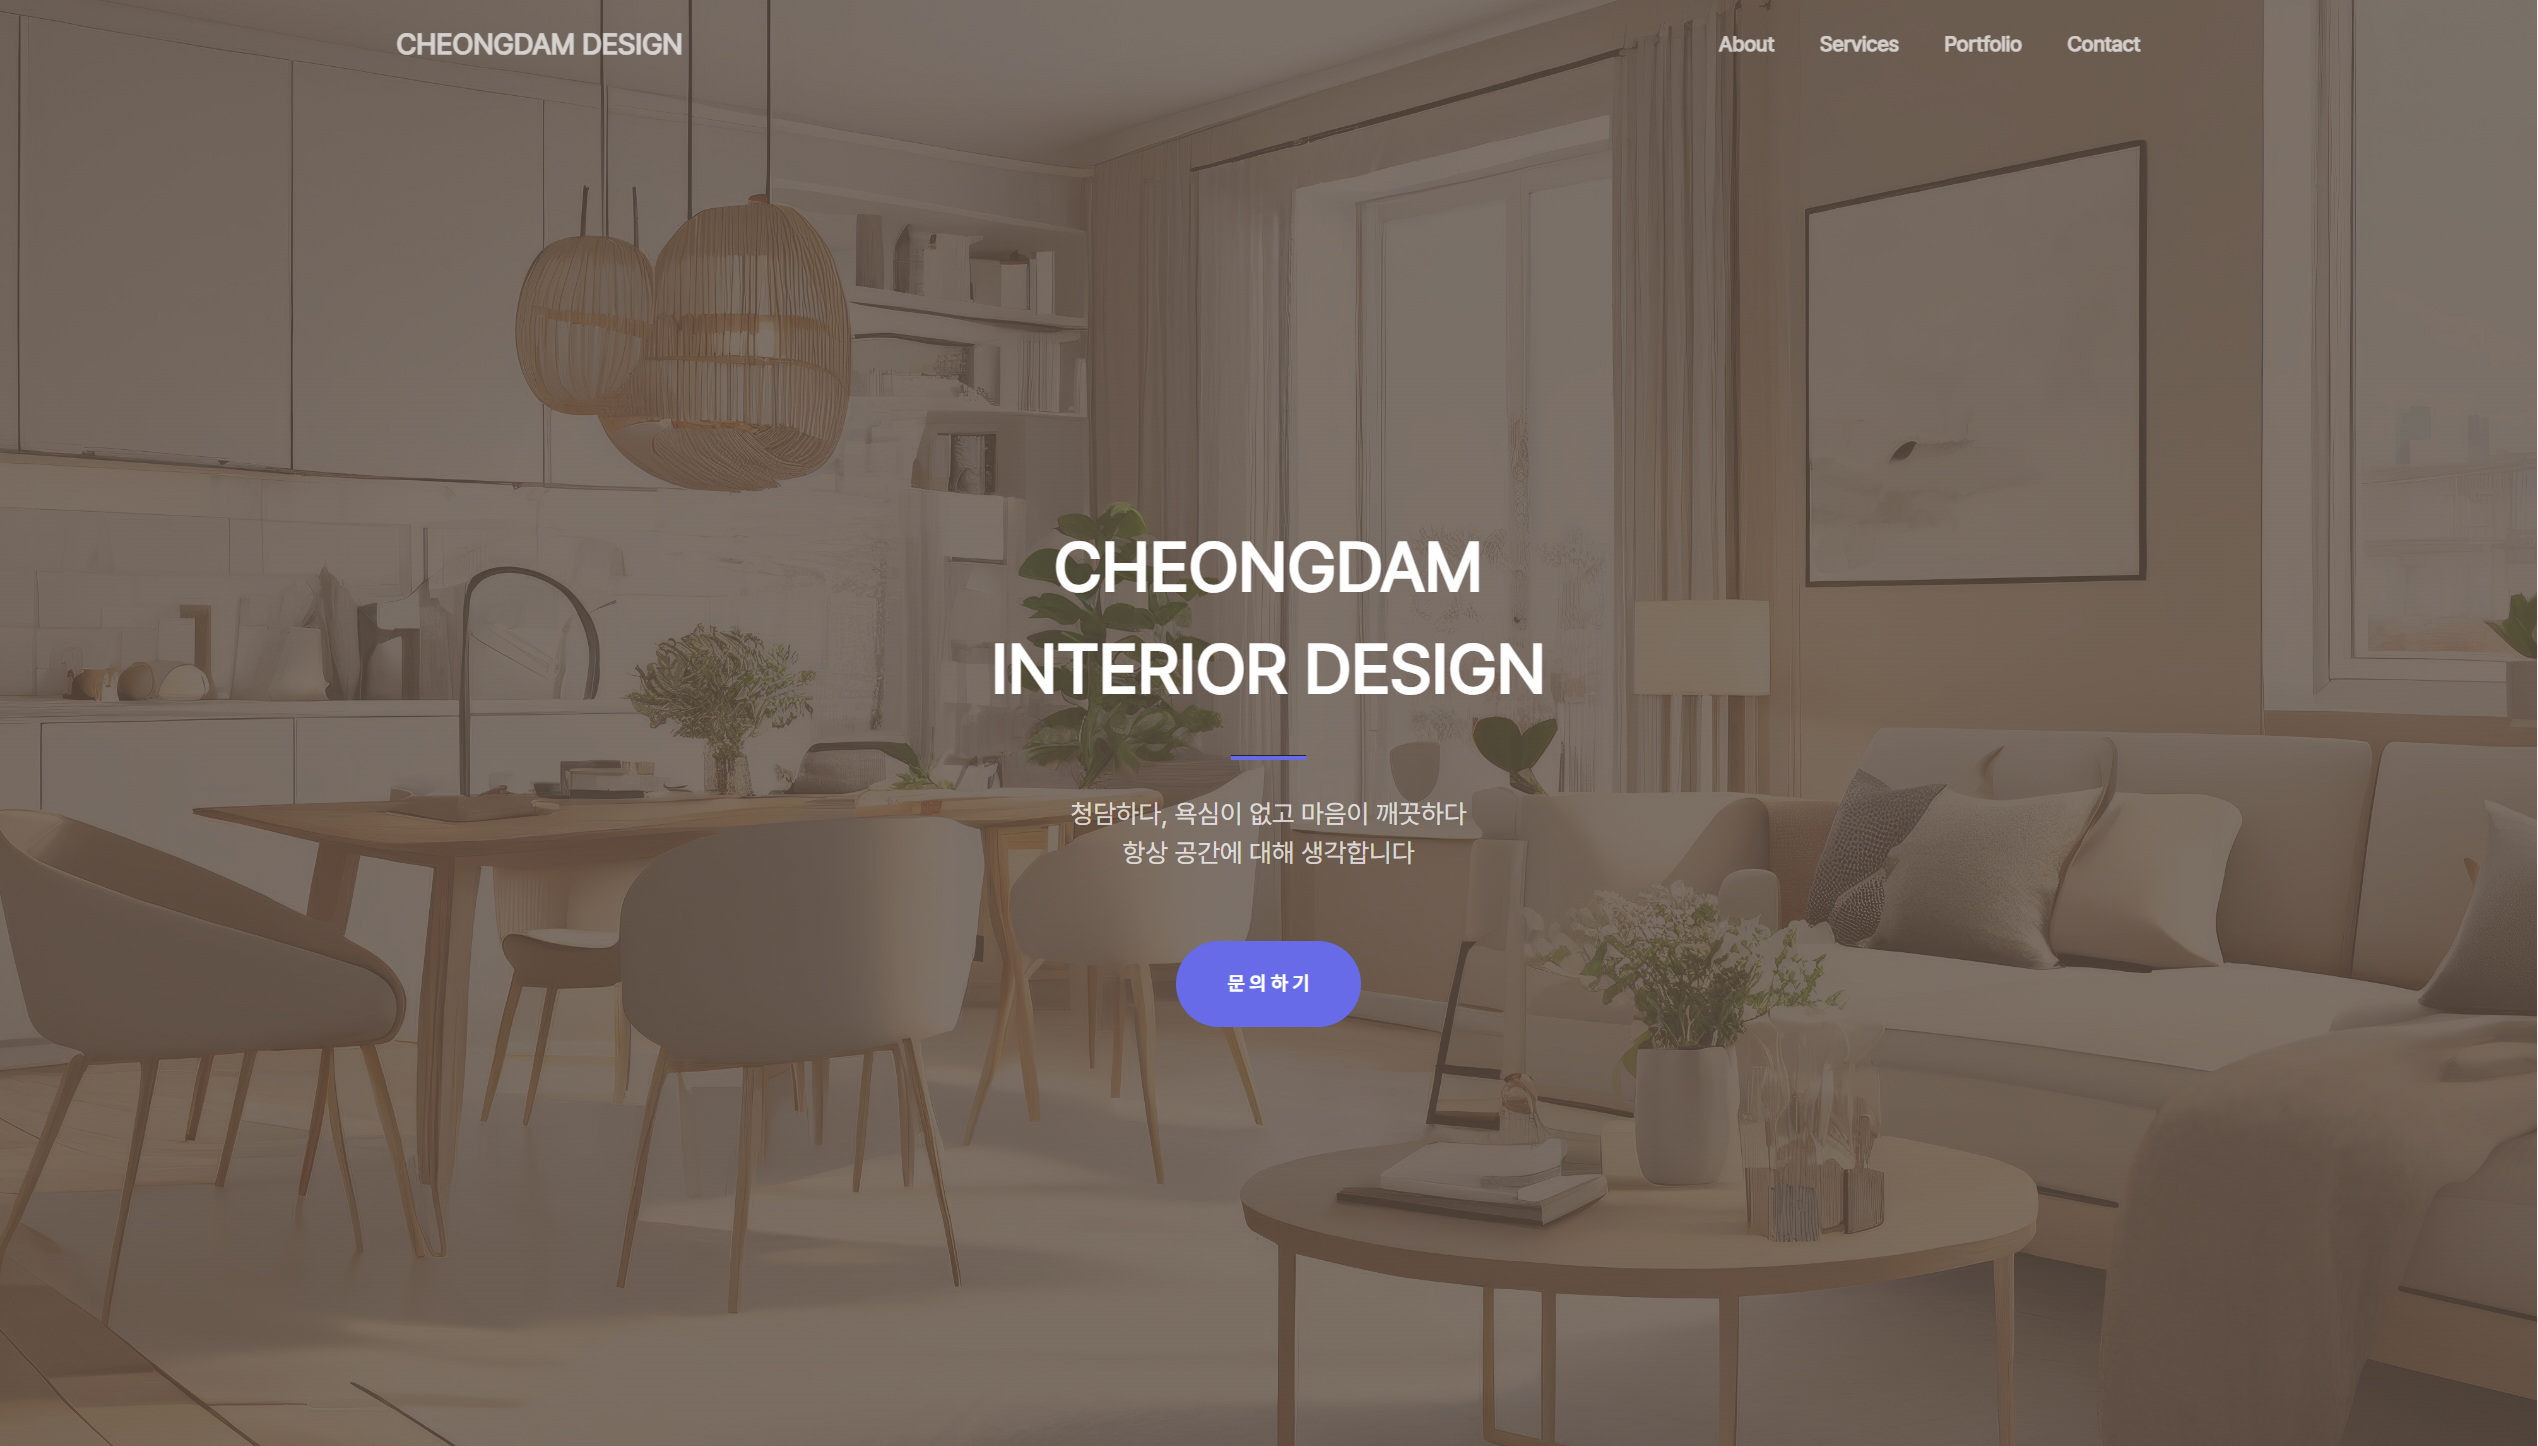 CHEONGDAM DESIGN
About Services Portfolio Contact
CHEONGDAM
INTERIOR DESIGN
청담하다, 욕심이 없고 마음이 깨끗하다
항상 공간에 대해 생각합니다
문의하기